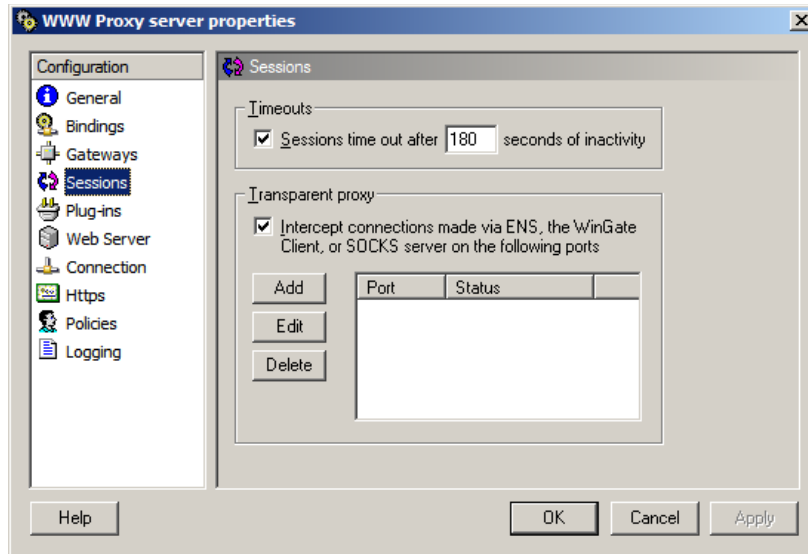 WWW Proxy server properties
Configuration
General
Bindings
Gateways
Sessions
Plug-ins
Web Server
Connection
Https
Policies
Logging
Sessions
Timeouts
Sessions time out after 180 seconds of inactivity
Transparent proxy
Intercept connections made via ENS, the WinGate
Client, or SOCKS server on the following ports
Add
Edit
Delete
Port Status
Help
OK Cancel Apply